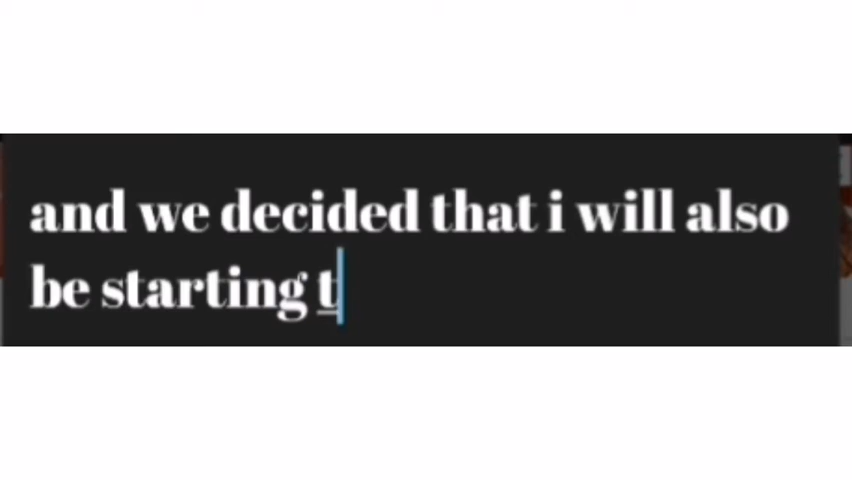 and we decided that i will also
be starting t